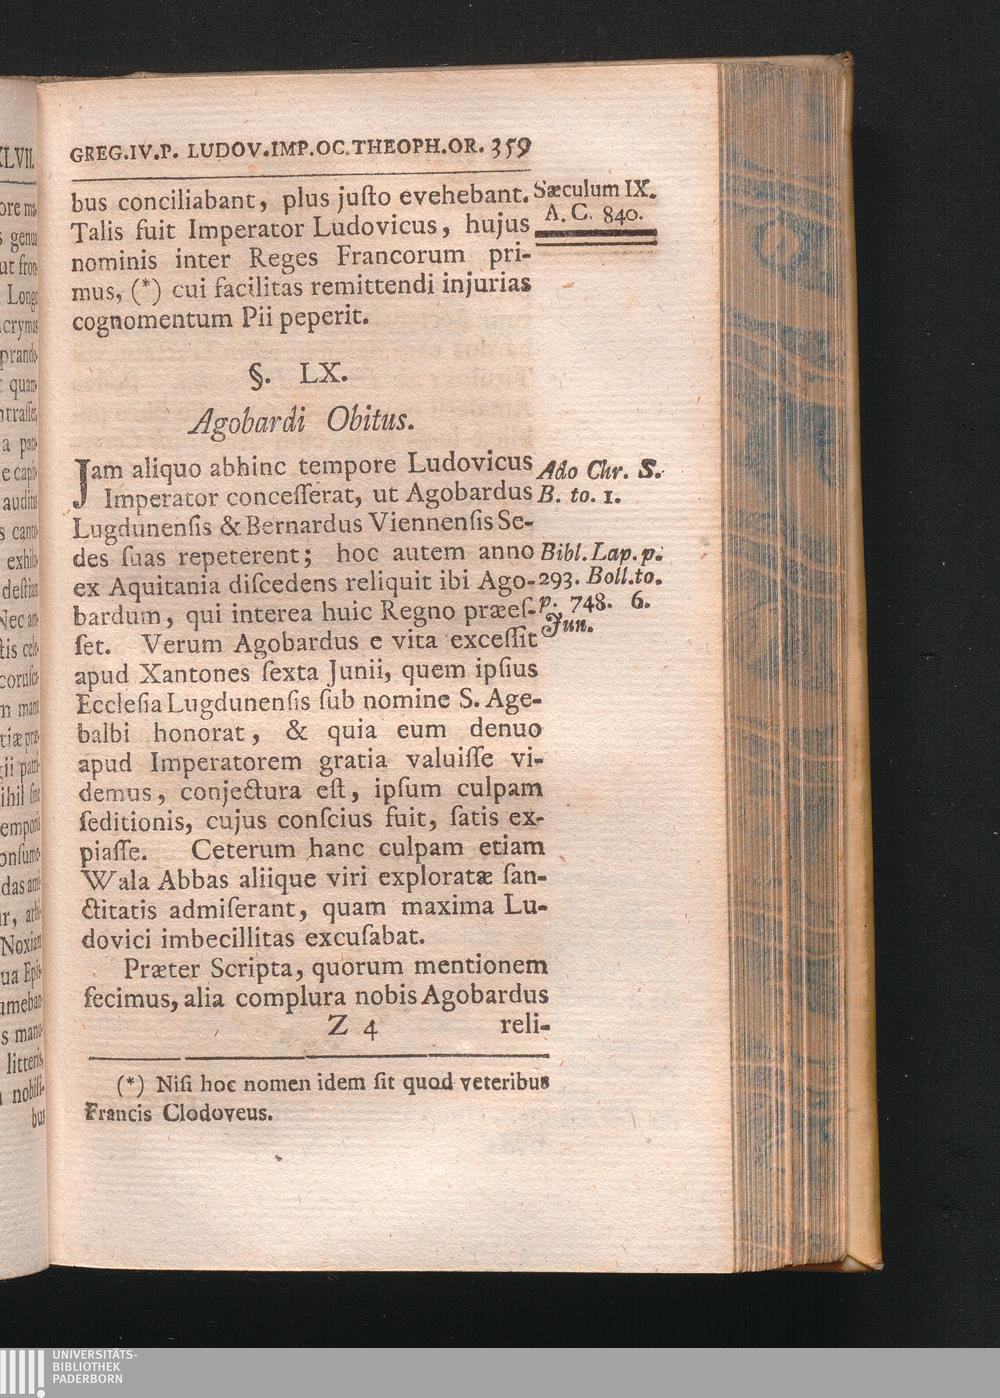 GREG.IV.P. LUDOV.IMP.OC.THEOPH.OR. 359
bus conciliabant, plus juſto evehebant.
Talis fuit Imperator Ludovicus, hujus
nominis inter Reges Francorum pri-
mus, (*) cui facilitas remittendi injurias
cognomentum Pii peperit.
Sæculum IX.
A. C. 840.
§. LX.
Agobardi Obitus.
Jam aliquo abhinc tempore Ludovicus
Imperator conceſſerat, ut Agobardus
Lugdunenſis & Bernardus Viennenſis Se-
des ſuas repeterent; hoc autem anno
ex Aquitania diſcedens reliquit ibi Ago-
bardum, qui interea huic Regno præeſ-
ſet. Verum Agobardus e vita exceſſit
apud Xantones ſexta Junii, quem ipſius
Eccleſia Lugdunenſis ſub nomine S. Age-
balbi honorat, & quia eum denuo
apud Imperatorem gratia valuiſſe vi-
demus, conjectura eſt, ipſum culpam
ſeditionis, cujus conſcius fuit, ſatis ex-
piaſſe. Ceterum hanc culpam etiam
Wala Abbas aliique viri exploratæ ſan-
ctitatis admiſerant, quam maxima Lu-
dovici imbecillitas excuſabat.
Præter Scripta, quorum mentionem
fecimus, alia complura nobis Agobardus
Z 4 reli-
Ado Chr. S.
B. to. 1.
Bibl. Lap. p.
293. Boll. to.
p. 748. 6.
Jun.
(*) Niſi hoc nomen idem ſit quod veteribus
Francis Clodoveus.
UNIVERSITÄTS-
BIBLIOTHEK
PADERBORN